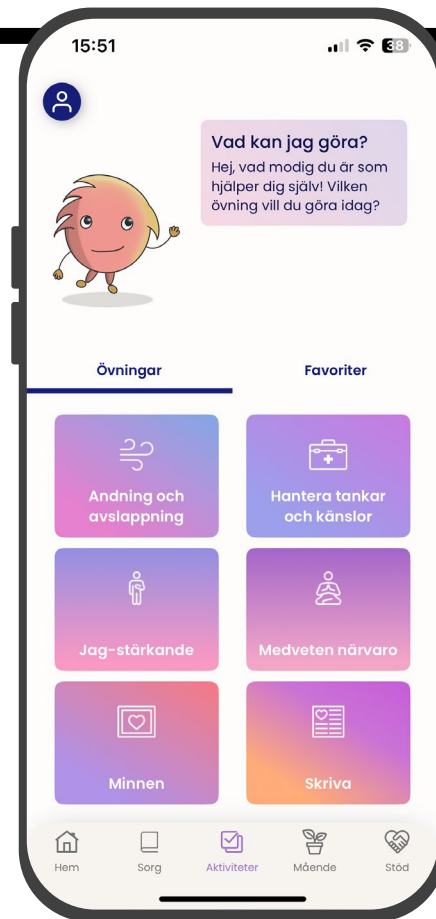 15:51
38
Vad kan jag göra?
Hej, vad modig du är som
hjälper dig själv! Vilken
övning vill du göra idag?
Övningar
Favoriter
Andning och
avslappning
Hantera tankar
och känslor
Jag-stärkande
Medveten närvaro
Minnen
Skriva
Hem
Sorg
Aktiviteter
Mående
Stöd